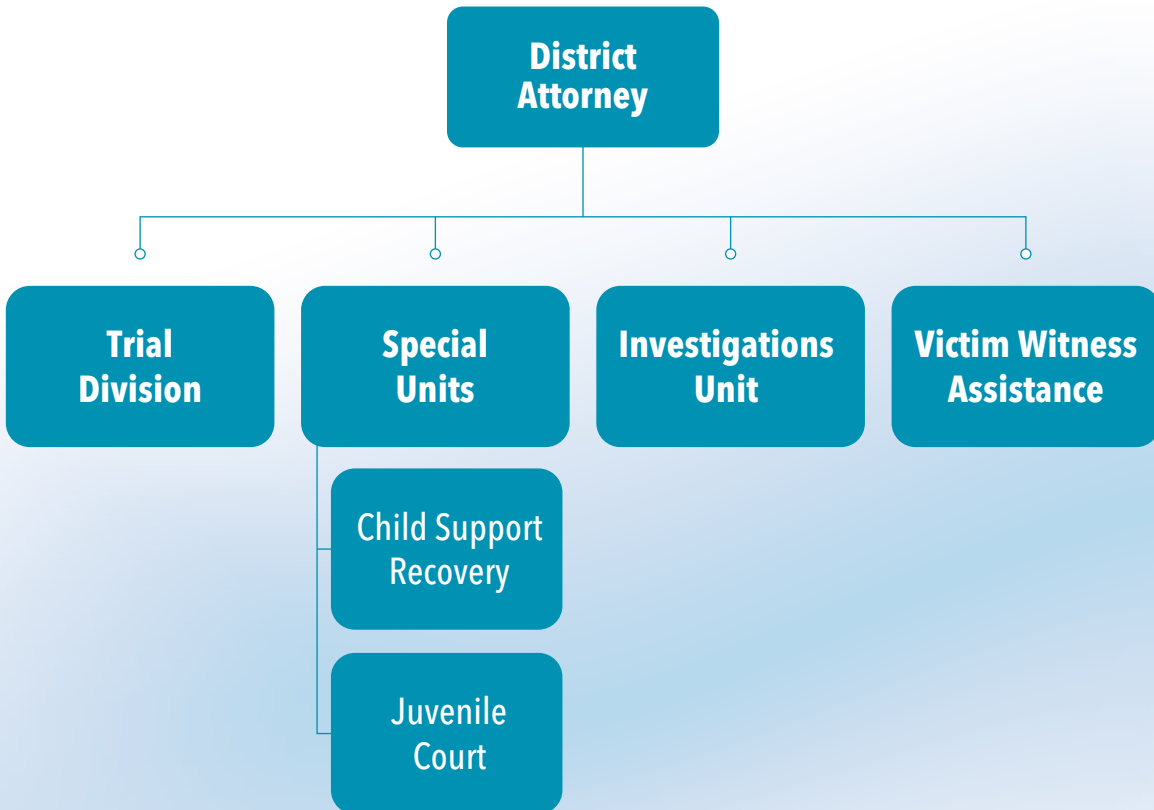 District
Attorney
Trial
Division
Special
Units
Investigations
Unit
Victim Witness
Assistance
Child Support
Recovery
Juvenile
Court